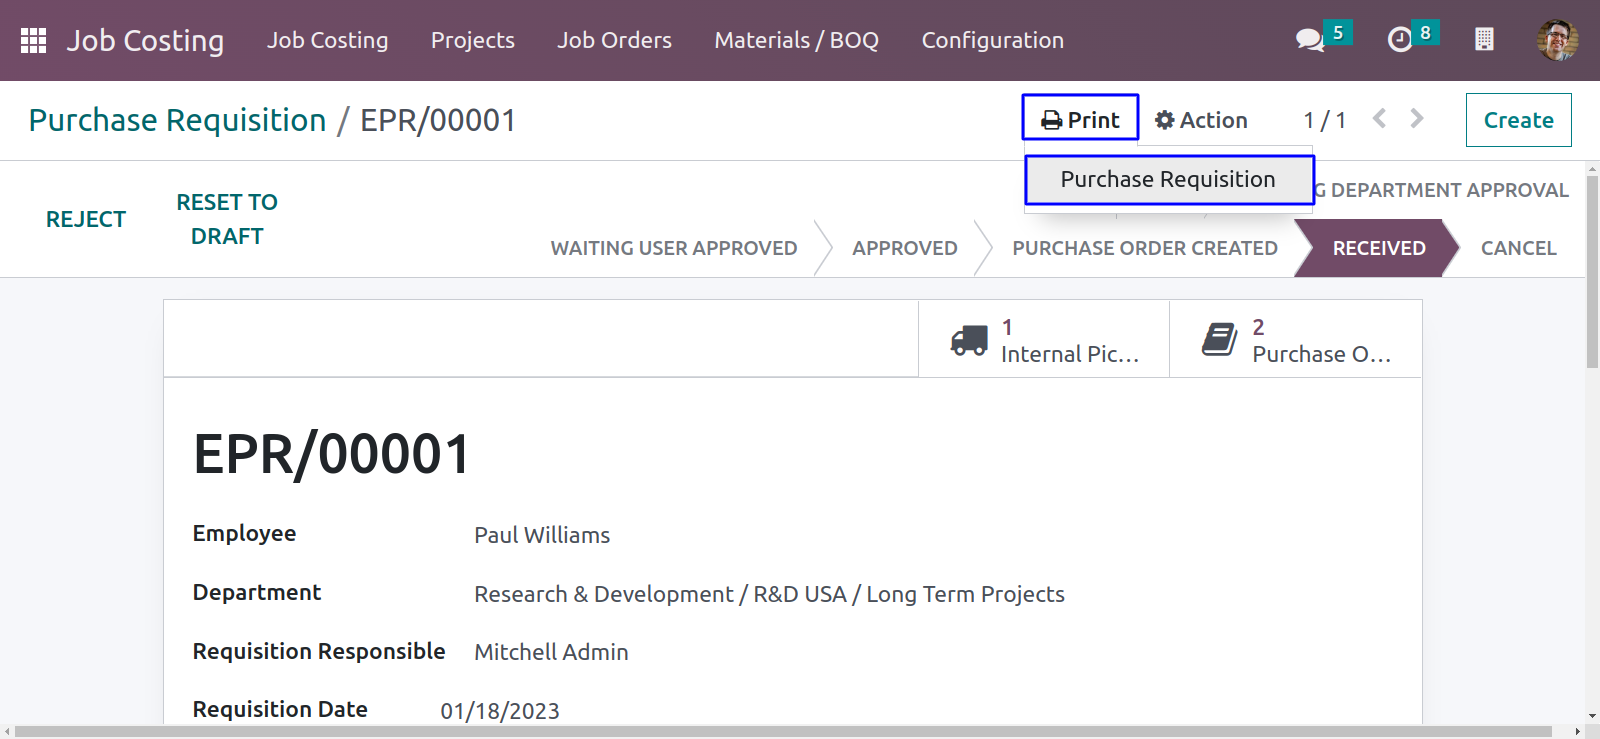 Job Costing Job Costing Projects Job Orders Materials / BOQ Configuration 5 8
Purchase Requisition / EPR/00001 Print Action 1 / 1 Create
Purchase Requisition
REJECT RESET TO DRAFT
G DEPARTMENT APPROVAL
WAITING USER APPROVED APPROVED PURCHASE ORDER CREATED RECEIVED CANCEL
1 Internal Pic...
2 Purchase O...
EPR/00001
Employee Paul Williams
Department Research & Development / R&D USA / Long Term Projects
Requisition Responsible Mitchell Admin
Requisition Date 01/18/2023